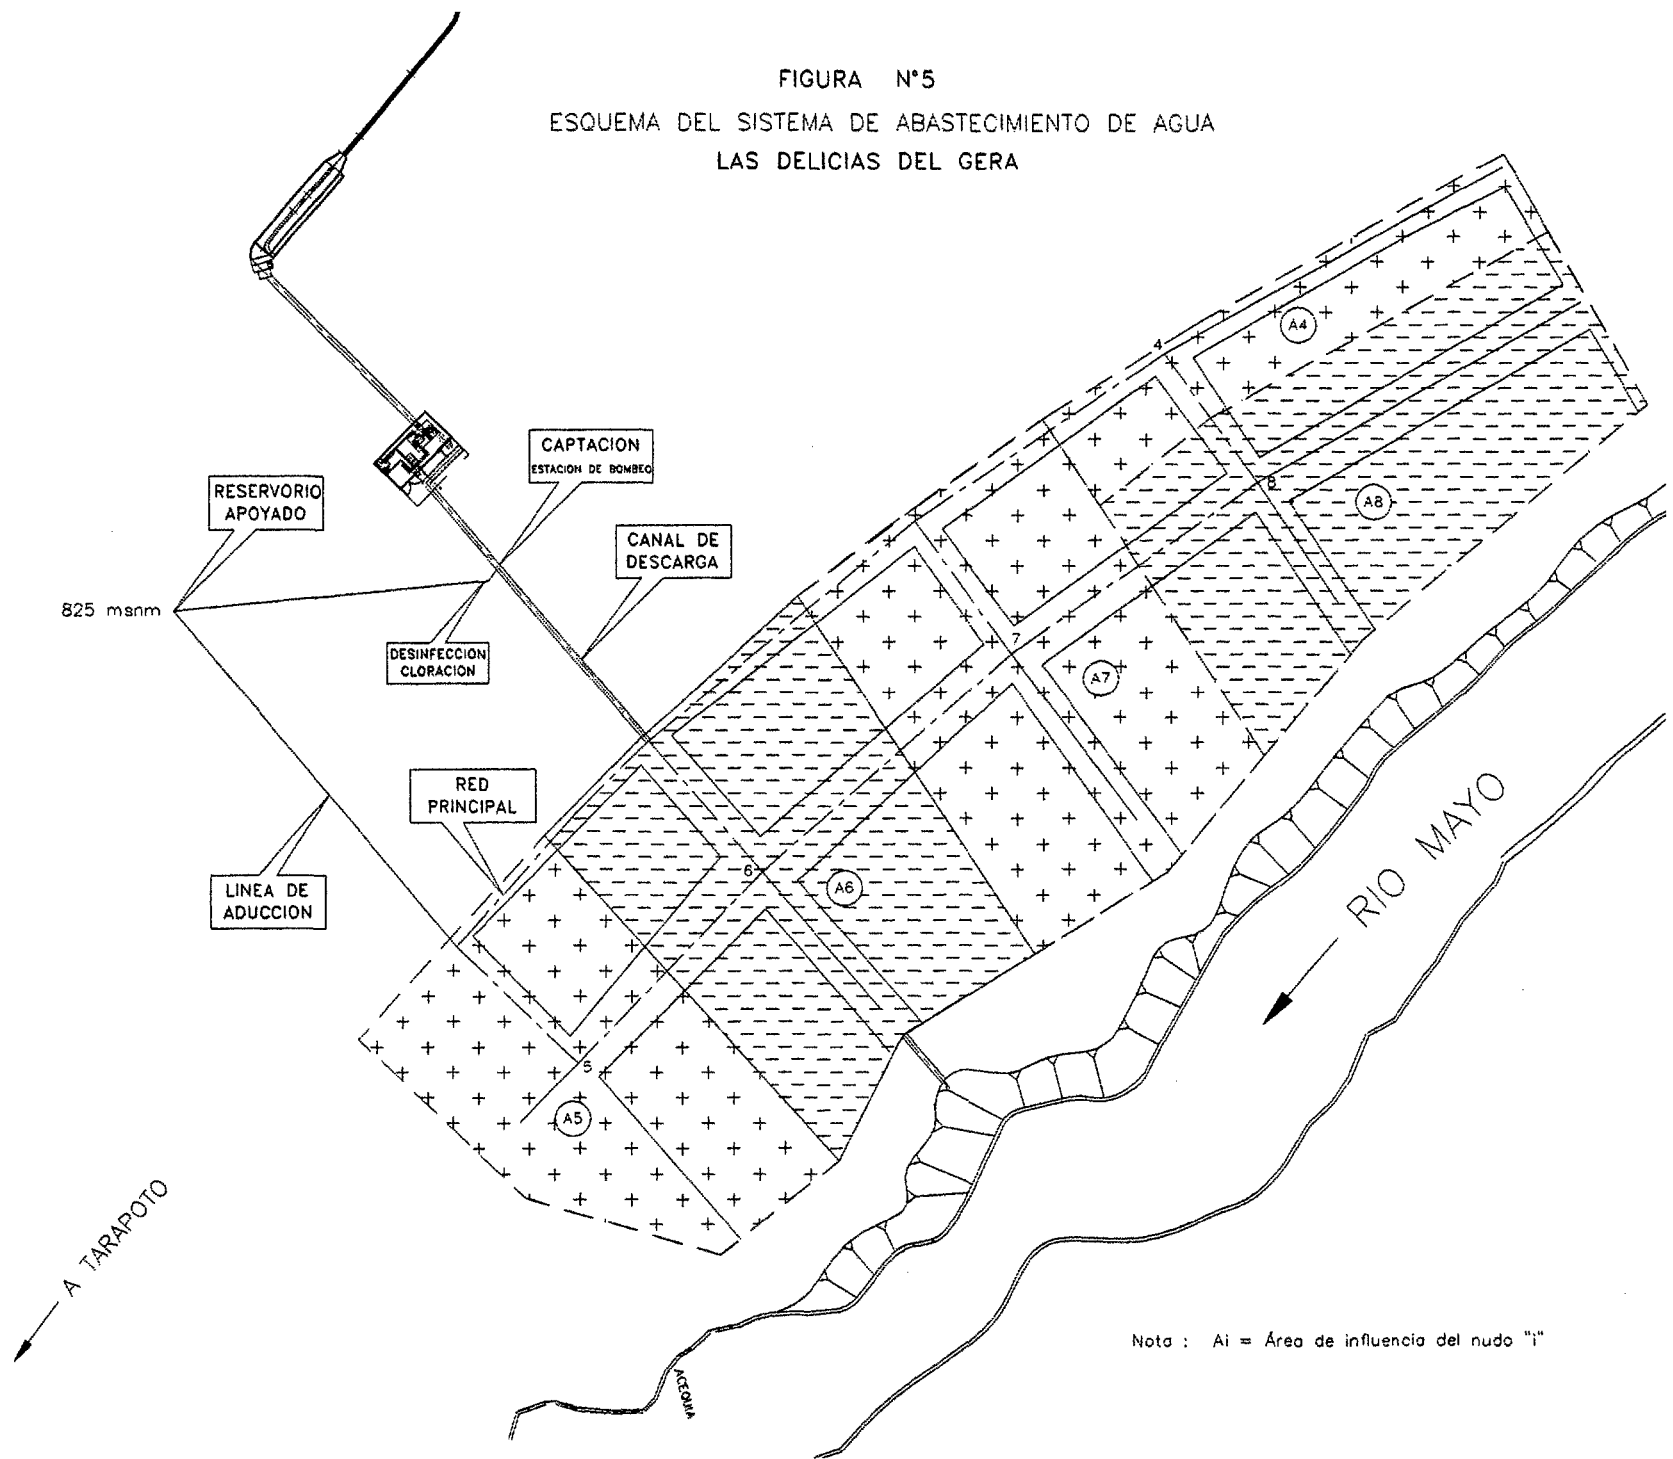 FIGURA N°5
ESQUEMA DEL SISTEMA DE ABASTECIMIENTO DE AGUA
LAS DELICIAS DEL GERA
A4
4
CAPTACION
ESTACION DE BOMBEO
RESERVORIO
APOYADO
8
A8
CANAL DE
DESCARGA
825 msnm
DESINFECCION
CLORACION
7
A7
RED
PRINCIPAL
RIO MAYO
6
A6
LINEA DE
ADUCCION
5
A5
A TARAPOTO
Nota : Ai = Área de influencia del nudo "i"
ACEQUIA